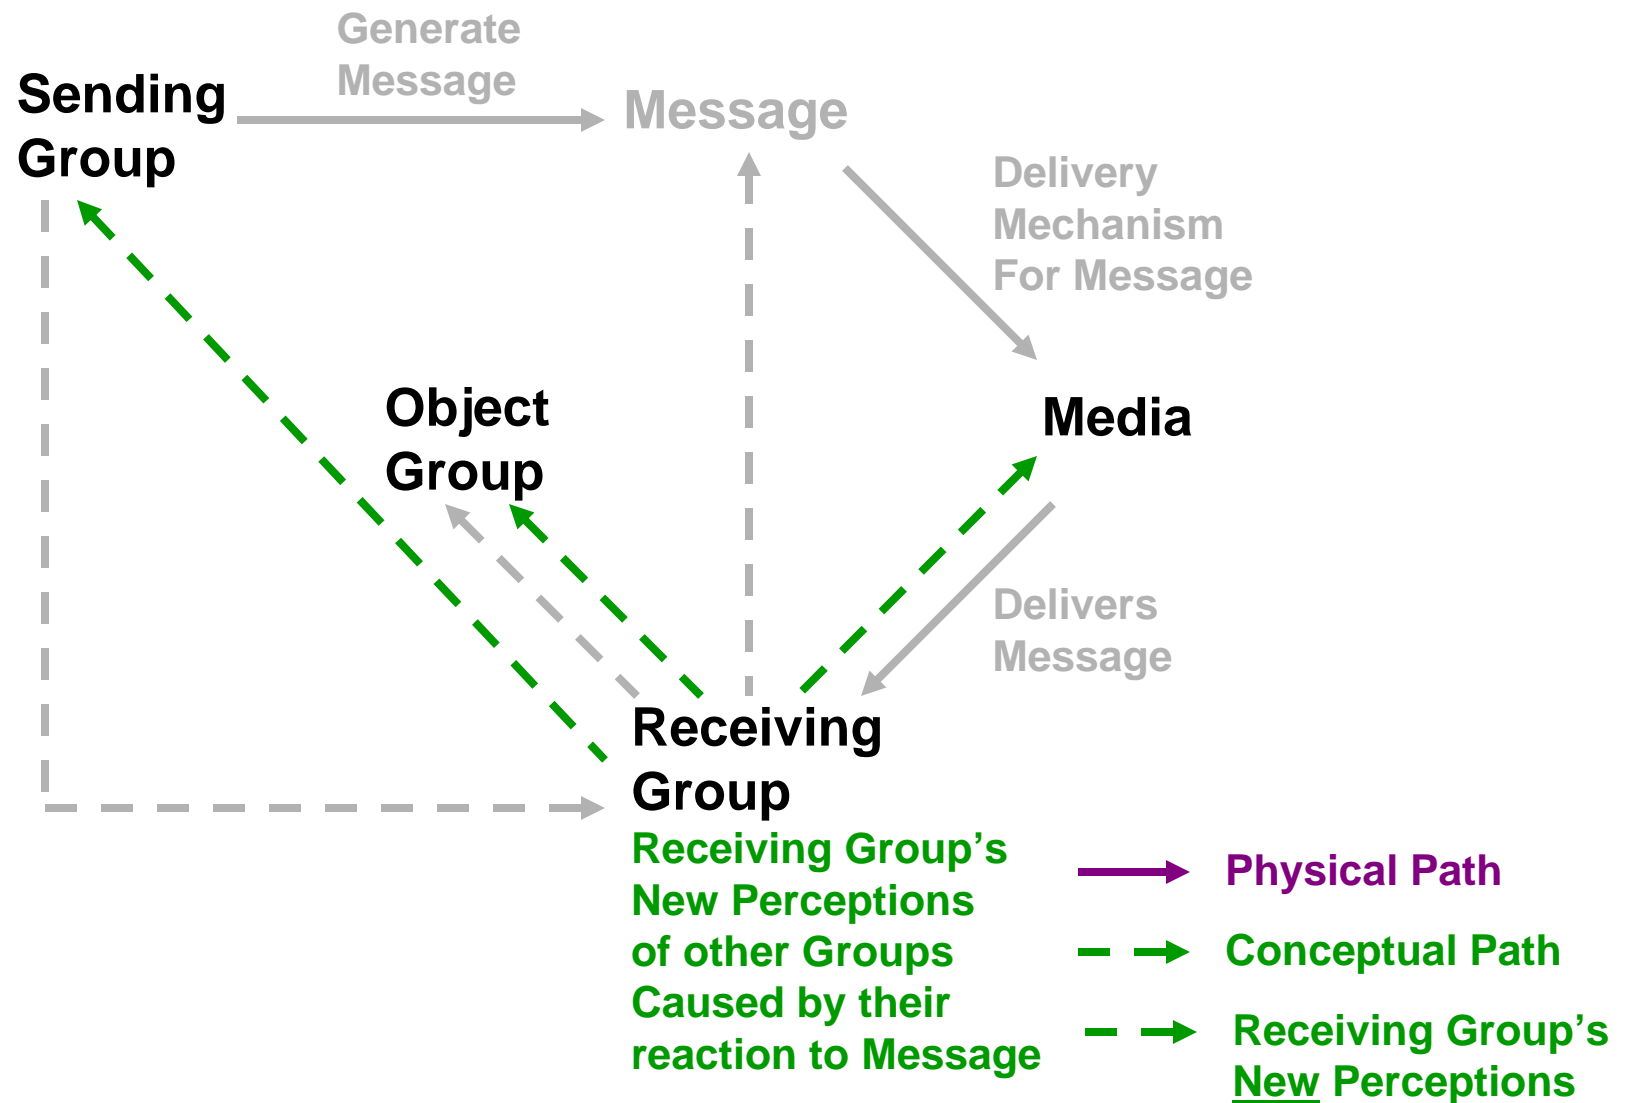 Generate
Message
Sending
Group
Message
Delivery
Mechanism
For Message
Object
Group
Media
Delivers
Message
Receiving
Group
Receiving Group’s
New Perceptions
of other Groups
Caused by their
reaction to Message
Physical Path
Conceptual Path
Receiving Group’s
New Perceptions